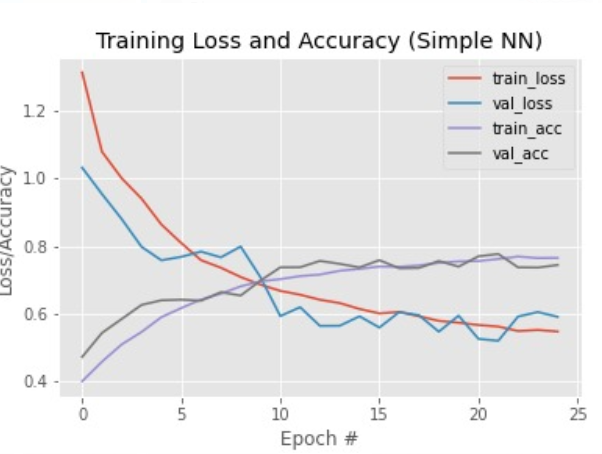 Training Loss and Accuracy (Simple NN)
train_loss
val_loss
train_acc
val_acc
Loss/Accuracy
1.2
1.0
0.8
0.6
0.4
0 5 10 15 20 25
Epoch #